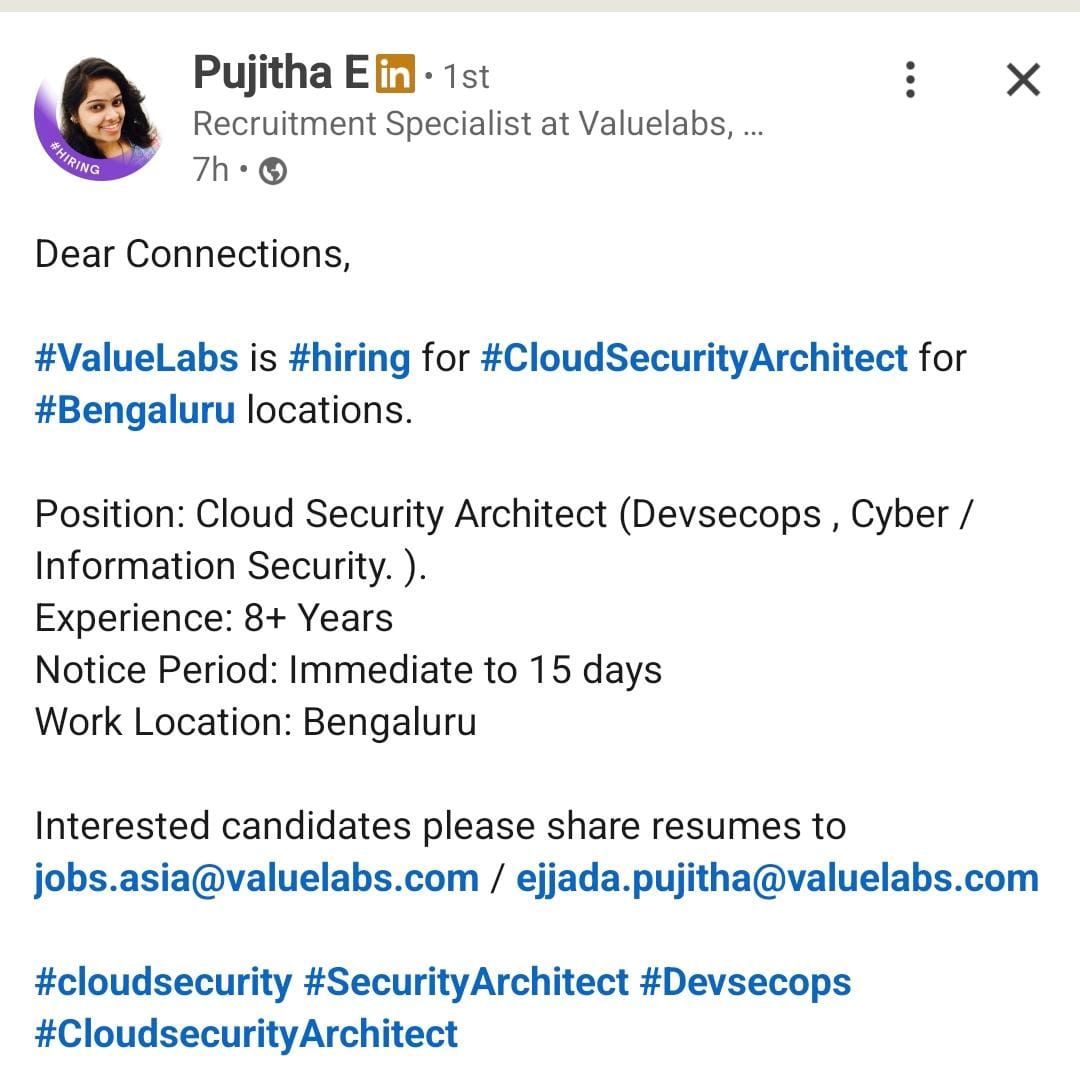 Pujitha E in • 1st
Recruitment Specialist at Valuelabs, ...
7h •
#HIRING
Dear Connections,
#ValueLabs is #hiring for #CloudSecurityArchitect for
#Bengaluru locations.
Position: Cloud Security Architect (Devsecops , Cyber /
Information Security. ).
Experience: 8+ Years
Notice Period: Immediate to 15 days
Work Location: Bengaluru
Interested candidates please share resumes to
jobs.asia@valuelabs.com / ejjada.pujitha@valuelabs.com
#cloudsecurity #SecurityArchitect #Devsecops
#CloudsecurityArchitect